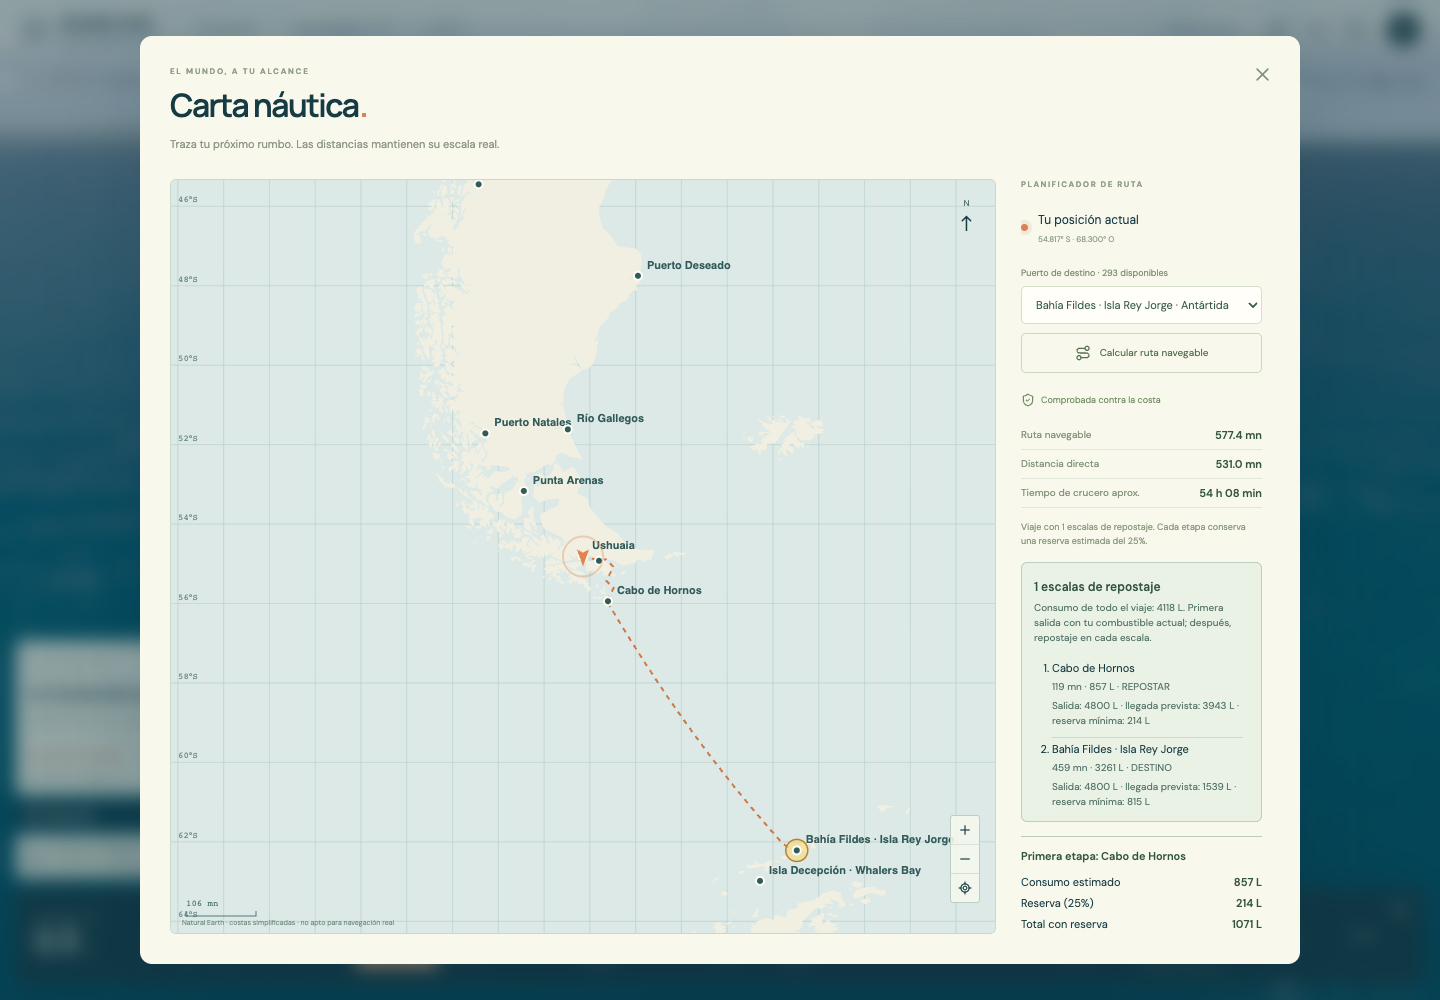 EL MUNDO, A TU ALCANCE
Carta náutica.
Traza tu próximo rumbo. Las distancias mantienen su escala real.
46°S
48°S
50°S
52°S
54°S
56°S
58°S
60°S
62°S
64°S
N
Puerto Deseado
Puerto Natales
Río Gallegos
Punta Arenas
Ushuaia
Cabo de Hornos
Bahía Fildes · Isla Rey Jorge
Isla Decepción · Whalers Bay
106 mn
Natural Earth · costas simplificadas · no apto para navegación real
PLANIFICADOR DE RUTA
Tu posición actual
54.817° S · 68.300° O
Puerto de destino · 293 disponibles
Bahía Fildes · Isla Rey Jorge · Antártida
Calcular ruta navegable
Comprobada contra la costa
Ruta navegable 577.4 mn
Distancia directa 531.0 mn
Tiempo de crucero aprox. 54 h 08 min
Viaje con 1 escalas de repostaje. Cada etapa conserva
una reserva estimada del 25%.
1 escalas de repostaje
Consumo de todo el viaje: 4118 L. Primera
salida con tu combustible actual; después,
repostaje en cada escala.
1. Cabo de Hornos
119 mn · 857 L · REPOSTAR
Salida: 4800 L · llegada prevista: 3943 L ·
reserva mínima: 214 L
2. Bahía Fildes · Isla Rey Jorge
459 mn · 3261 L · DESTINO
Salida: 4800 L · llegada prevista: 1539 L ·
reserva mínima: 815 L
Primera etapa: Cabo de Hornos
Consumo estimado 857 L
Reserva (25%) 214 L
Total con reserva 1071 L